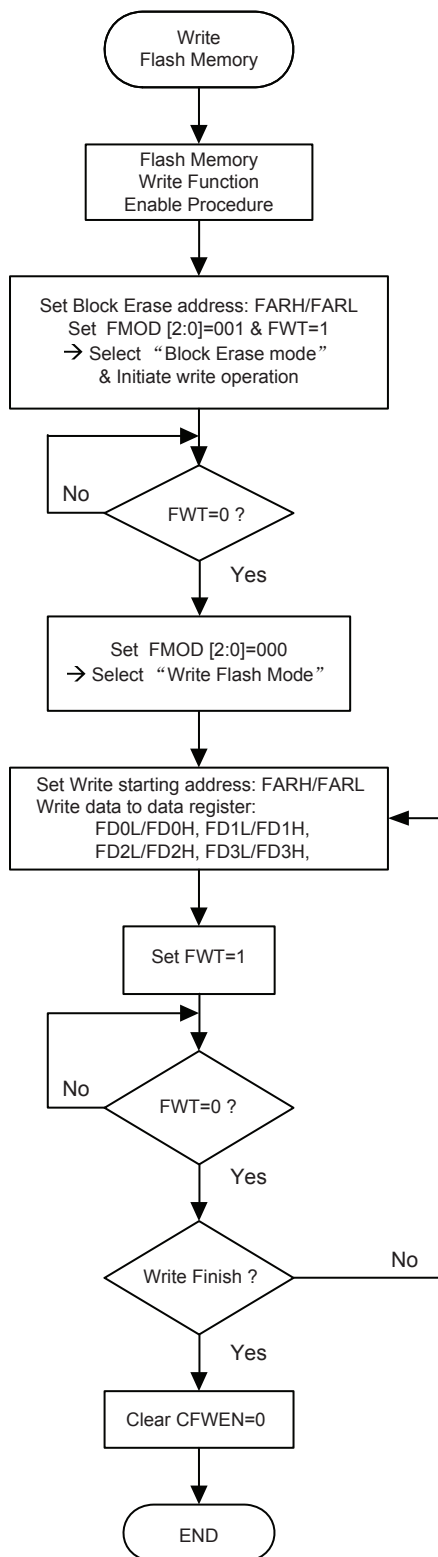 Write
Flash Memory
Flash Memory
Write Function
Enable Procedure
Set Block Erase address: FARH/FARL
Set FMOD [2:0]=001 & FWT=1
→ Select “Block Erase mode”
& Initiate write operation
No
FWT=0 ?
Yes
Set FMOD [2:0]=000
→ Select “Write Flash Mode”
Set Write starting address: FARH/FARL
Write data to data register:
FD0L/FD0H, FD1L/FD1H,
FD2L/FD2H, FD3L/FD3H,
Set FWT=1
No
FWT=0 ?
Yes
Write Finish ?
No
Yes
Clear CFWEN=0
END